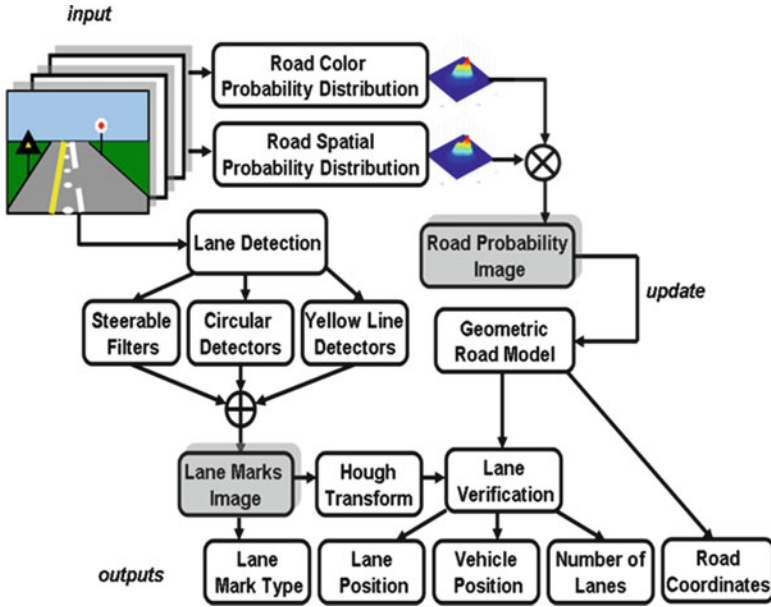 input
Road Color
Probability Distribution
Road Spatial
Probability Distribution
Lane Detection
Road Probability
Image
update
Steerable
Filters
Circular
Detectors
Yellow Line
Detectors
Geometric
Road Model
Lane Marks
Image
Hough
Transform
Lane
Verification
outputs
Lane
Mark Type
Lane
Position
Vehicle
Position
Number of
Lanes
Road
Coordinates